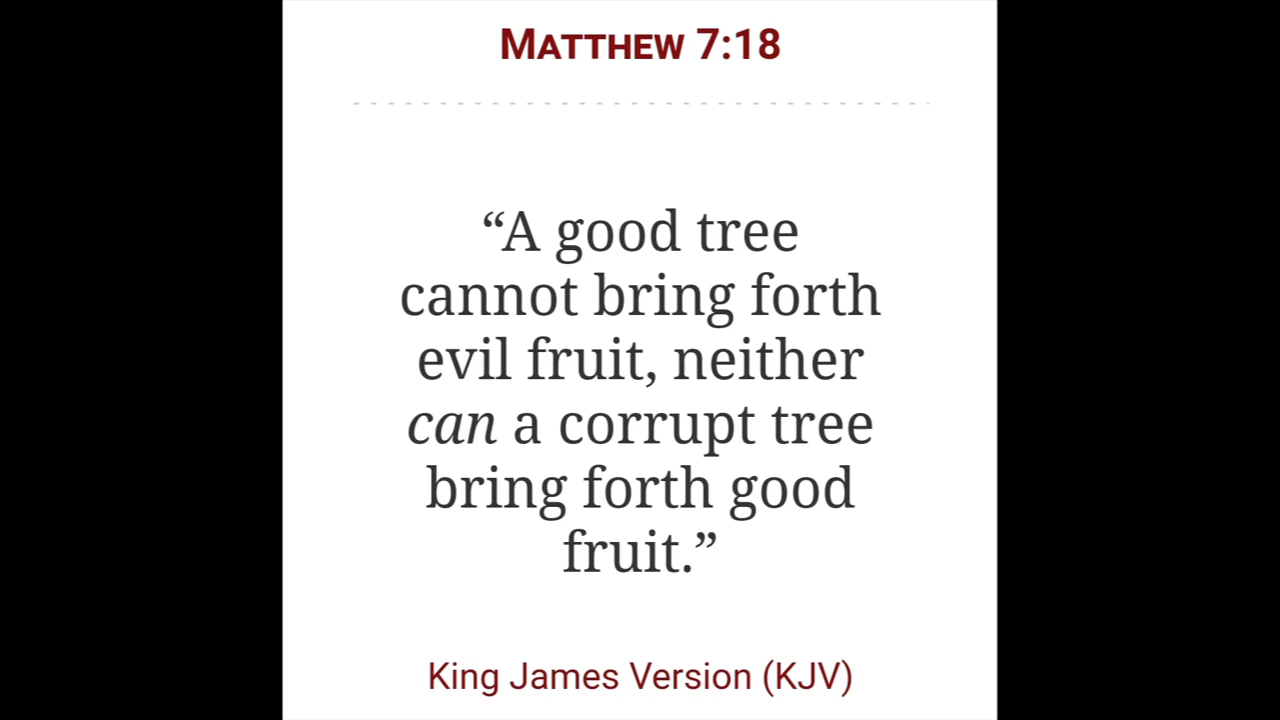 MATTHEW 7:18
“A good tree
cannot bring forth
evil fruit, neither
can a corrupt tree
bring forth good
fruit.”
King James Version (KJV)